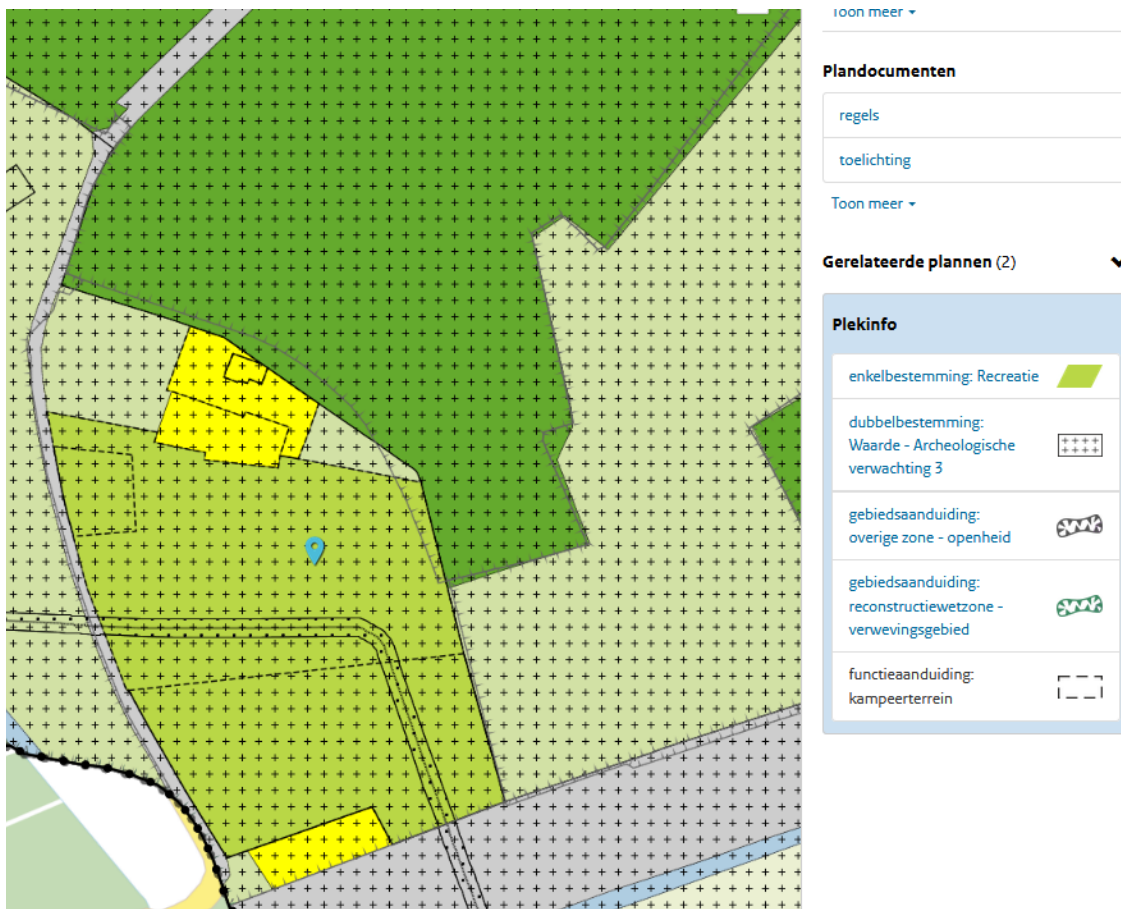 Toon meer
Plandocumenten
regels
toelichting
Toon meer
Gerelateerde plannen (2)
Plekinfo
enkelbestemming: Recreatie
dubbelbestemming:
Waarde - Archeologische
verwachting 3
gebiedsaanduiding:
overige zone - openheid
gebiedsaanduiding:
reconstructiewetzone -
verwevingsgebied
functieaanduiding:
kampeerterrein